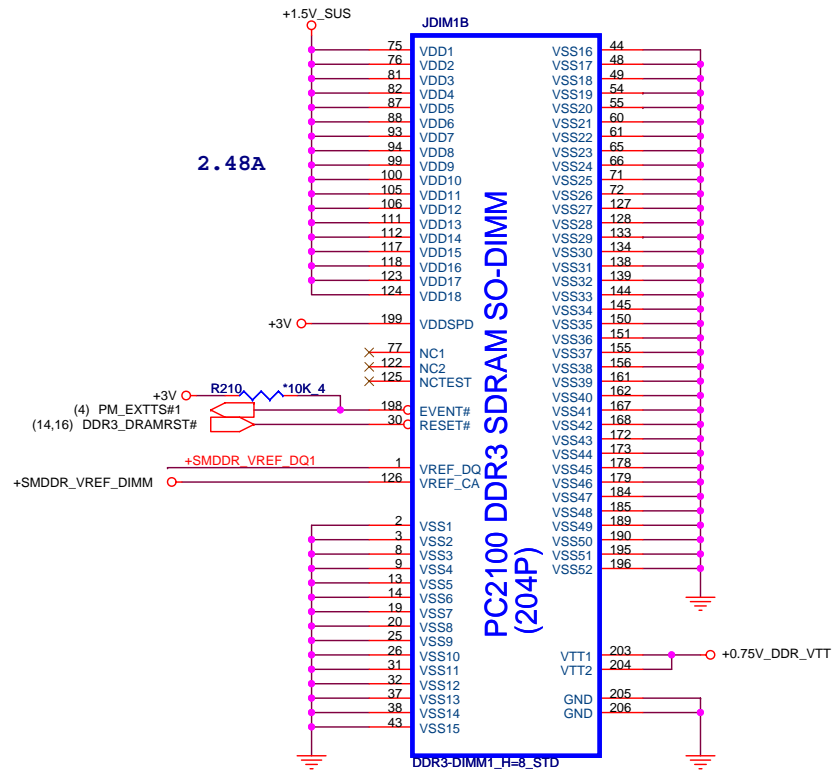 +1.5V_SUS
JDIM1B
75 VDD1 VSS16 44
76 VDD2 VSS17 48
81 VDD3 VSS18 49
82 VDD4 VSS19 54
87 VDD5 VSS20 55
88 VDD6 VSS21 60
93 VDD7 VSS22 61
94 VDD8 VSS23 65
2.48A
99 VDD9 VSS24 66
100 VDD10 VSS25 71
105 VDD11 VSS26 72
106 VDD12 VSS27 127
111 VDD13 VSS28 128
112 VDD14 VSS29 133
117 VDD15 VSS30 134
118 VDD16 VSS31 138
123 VDD17 VSS32 139
124 VDD18 VSS33 144
VSS34 145
+3V 199 VDDSPD VSS35 150
VSS36 151
77 NC1 VSS37 155
122 NC2 VSS38 156
125 NCTEST VSS39 161
+3V R210 *10K_4 VSS40 162
(4) PM_EXTTS#1 198 EVENT# VSS41 167
(14,16) DDR3_DRAMRST# 30 RESET# VSS42 168
VSS43 172
VSS44 173
+SMDDR_VREF_DQ1 1 VREF_DQ VSS45 178
+SMDDR_VREF_DIMM 126 VREF_CA VSS46 179
VSS47 184
VSS48 185
2 VSS1 VSS49 189
3 VSS2 VSS50 190
8 VSS3 VSS51 195
9 VSS4 VSS52 196
13 VSS5
14 VSS6
19 VSS7
20 VSS8
25 VSS9
26 VSS10 VTT1 203 +0.75V_DDR_VTT
31 VSS11 VTT2 204
32 VSS12
37 VSS13 GND 205
38 VSS14 GND 206
43 VSS15
PC2100 DDR3 SDRAM SO-DIMM
(204P)
DDR3-DIMM1_H=8_STD